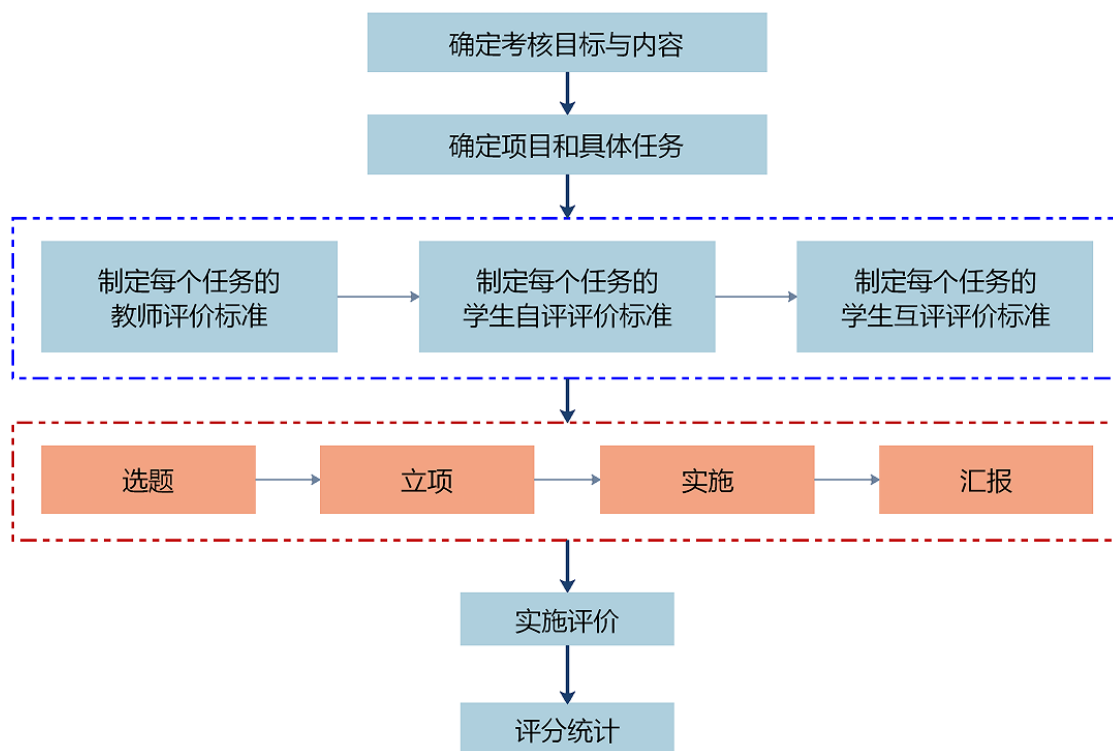 确定考核目标与内容
确定项目和具体任务
制定每个任务的
教师评价标准
制定每个任务的
学生自评评价标准
制定每个任务的
学生互评评价标准
选题
立项
实施
汇报
实施评价
评分统计